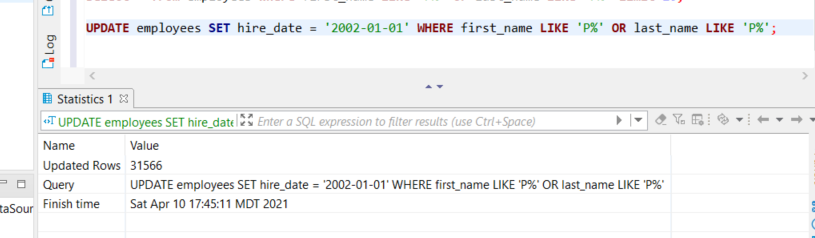 UPDATE employees SET hire_date = '2002-01-01' WHERE first_name LIKE 'P%' OR last_name LIKE 'P%';
Log
Statistics 1
UPDATE employees SET hire_date
Enter a SQL expression to filter results (use Ctrl+Space)
Name Value
Updated Rows 31566
Query UPDATE employees SET hire_date = '2002-01-01' WHERE first_name LIKE 'P%' OR last_name LIKE 'P%'
Finish time Sat Apr 10 17:45:11 MDT 2021
taSour